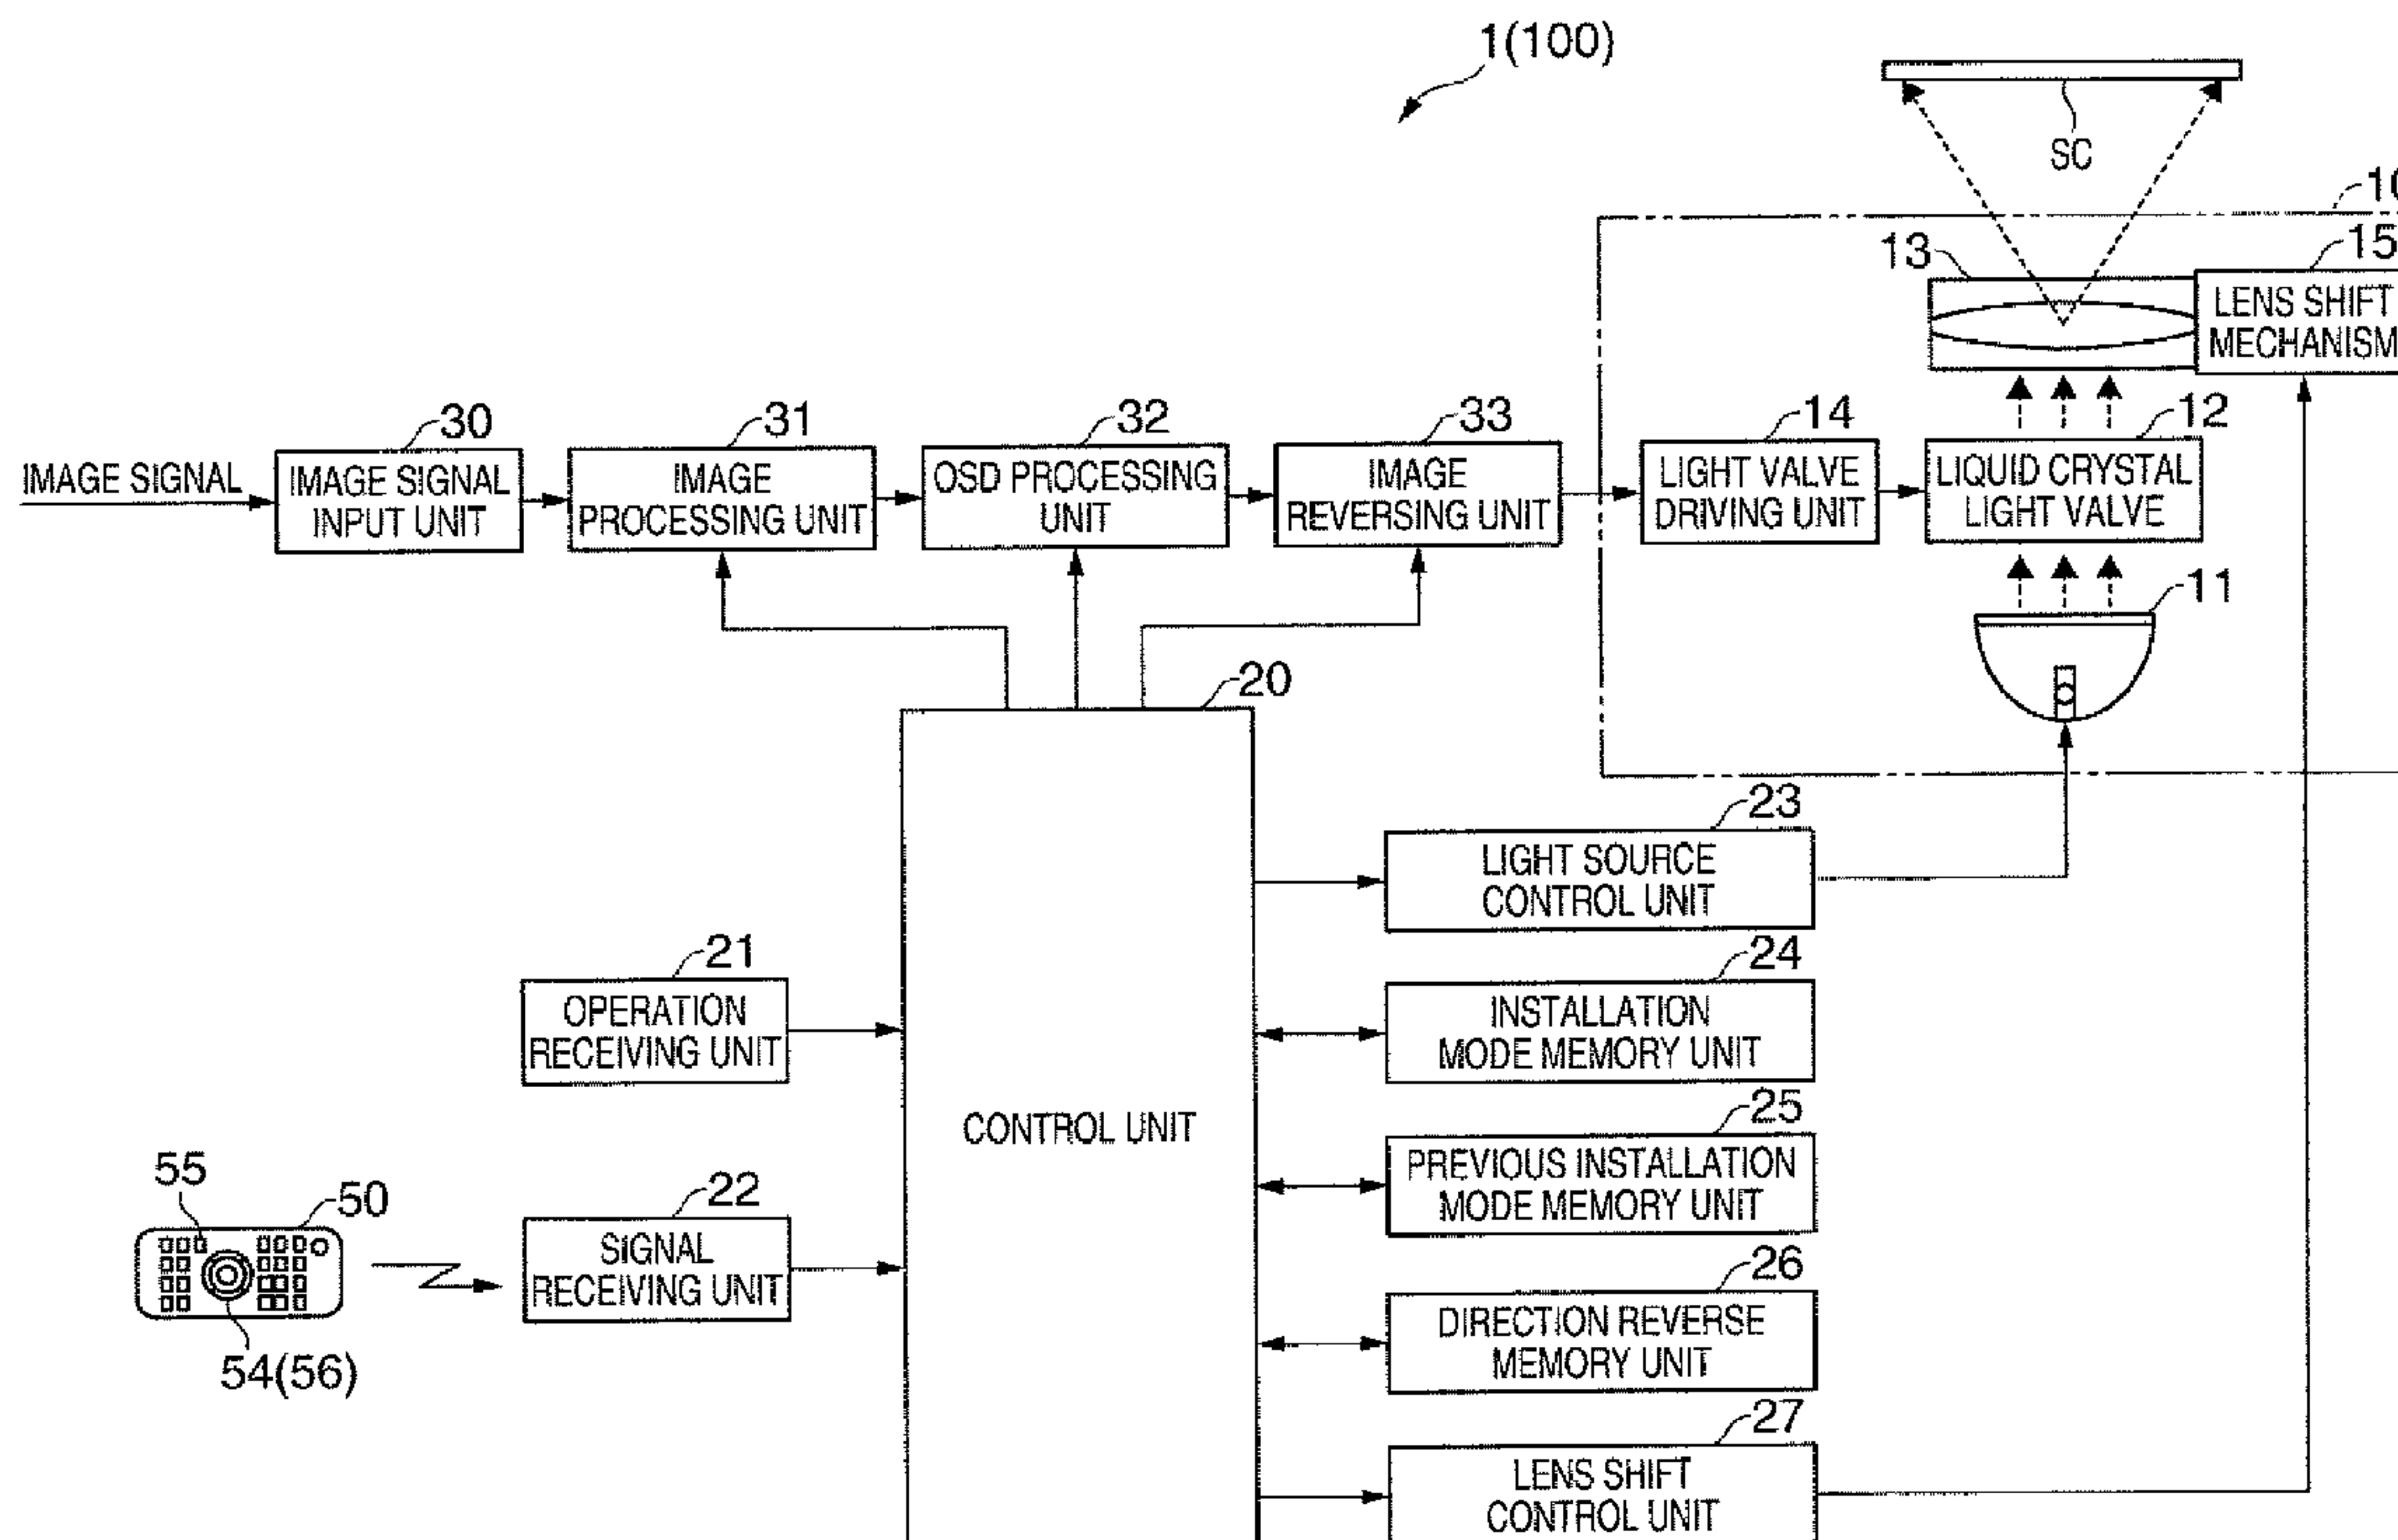 1(100)
SC
10
13
15
LENS SHIFT
MECHANISM
30
31
32
33
14
12
IMAGE SIGNAL
IMAGE SIGNAL
INPUT UNIT
IMAGE
PROCESSING UNIT
OSD PROCESSING
UNIT
IMAGE
REVERSING UNIT
LIGHT VALVE
DRIVING UNIT
LIQUID CRYSTAL
LIGHT VALVE
11
20
CONTROL UNIT
23
LIGHT SOURCE
CONTROL UNIT
21
OPERATION
RECEIVING UNIT
24
INSTALLATION
MODE MEMORY UNIT
25
PREVIOUS INSTALLATION
MODE MEMORY UNIT
55
50
22
SIGNAL
RECEIVING UNIT
54(56)
26
DIRECTION REVERSE
MEMORY UNIT
27
LENS SHIFT
CONTROL UNIT